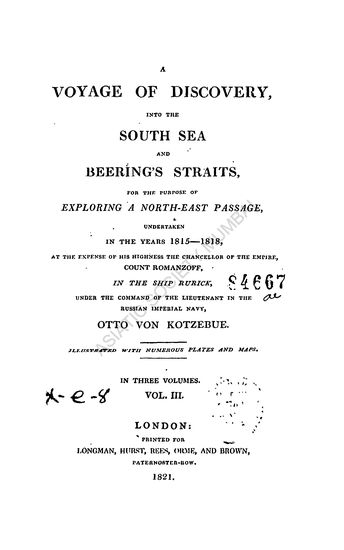 A
VOYAGE OF DISCOVERY,
INTO THE
SOUTH SEA
AND
BEERING'S STRAITS,
FOR THE PURPOSE OF
EXPLORING A NORTH-EAST PASSAGE,
UNDERTAKEN
IN THE YEARS 1815—1818,
AT THE EXPENSE OF HIS HIGHNESS THE CHANCELLOR OF THE EMPIRE,
COUNT ROMANZOFF,
IN THE SHIP RURICK,
84667
UNDER THE COMMAND OF THE LIEUTENANT IN THE
RUSSIAN IMPERIAL NAVY,
OTTO VON KOTZEBUE.
ILLUSTRATED WITH NUMEROUS PLATES AND MAPS.
IN THREE VOLUMES.
VOL. III.
LONDON:
PRINTED FOR
LONGMAN, HURST, REES, ORME, AND BROWN,
PATERNOSTER-ROW.
1821.
ASIATIC SOCIETY, MUMBAI